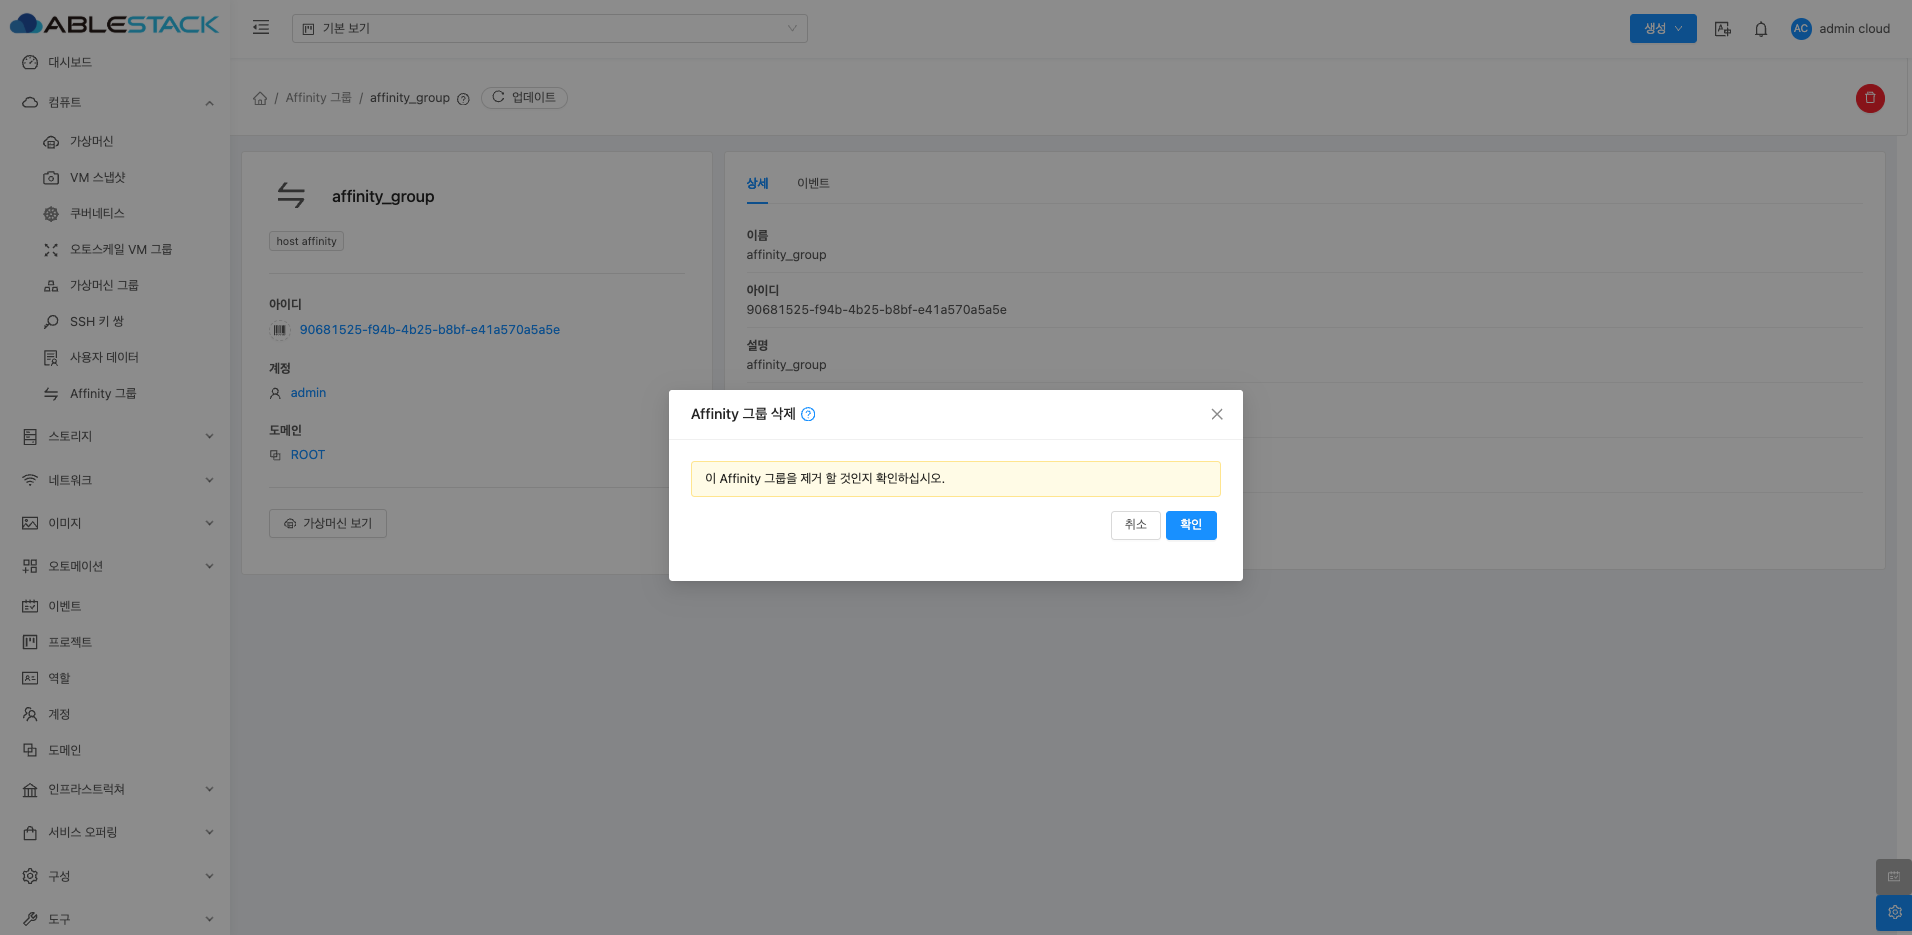 ABLESTACK
기본 보기
생성
AC
admin cloud
대시보드
컴퓨트
가상머신
VM 스냅샷
쿠버네티스
오토스케일 VM 그룹
가상머신 그룹
SSH 키 쌍
사용자 데이터
Affinity 그룹
스토리지
네트워크
이미지
오토메이션
이벤트
프로젝트
역할
계정
도메인
인프라스트럭쳐
서비스 오퍼링
구성
도구
/ Affinity 그룹 / affinity_group
업데이트
affinity_group
host affinity
아이디
90681525-f94b-4b25-b8bf-e41a570a5a5e
계정
admin
도메인
ROOT
가상머신 보기
상세
이벤트
이름
affinity_group
아이디
90681525-f94b-4b25-b8bf-e41a570a5a5e
설명
affinity_group
Affinity 그룹 삭제
이 Affinity 그룹을 제거 할 것인지 확인하십시오.
취소
확인